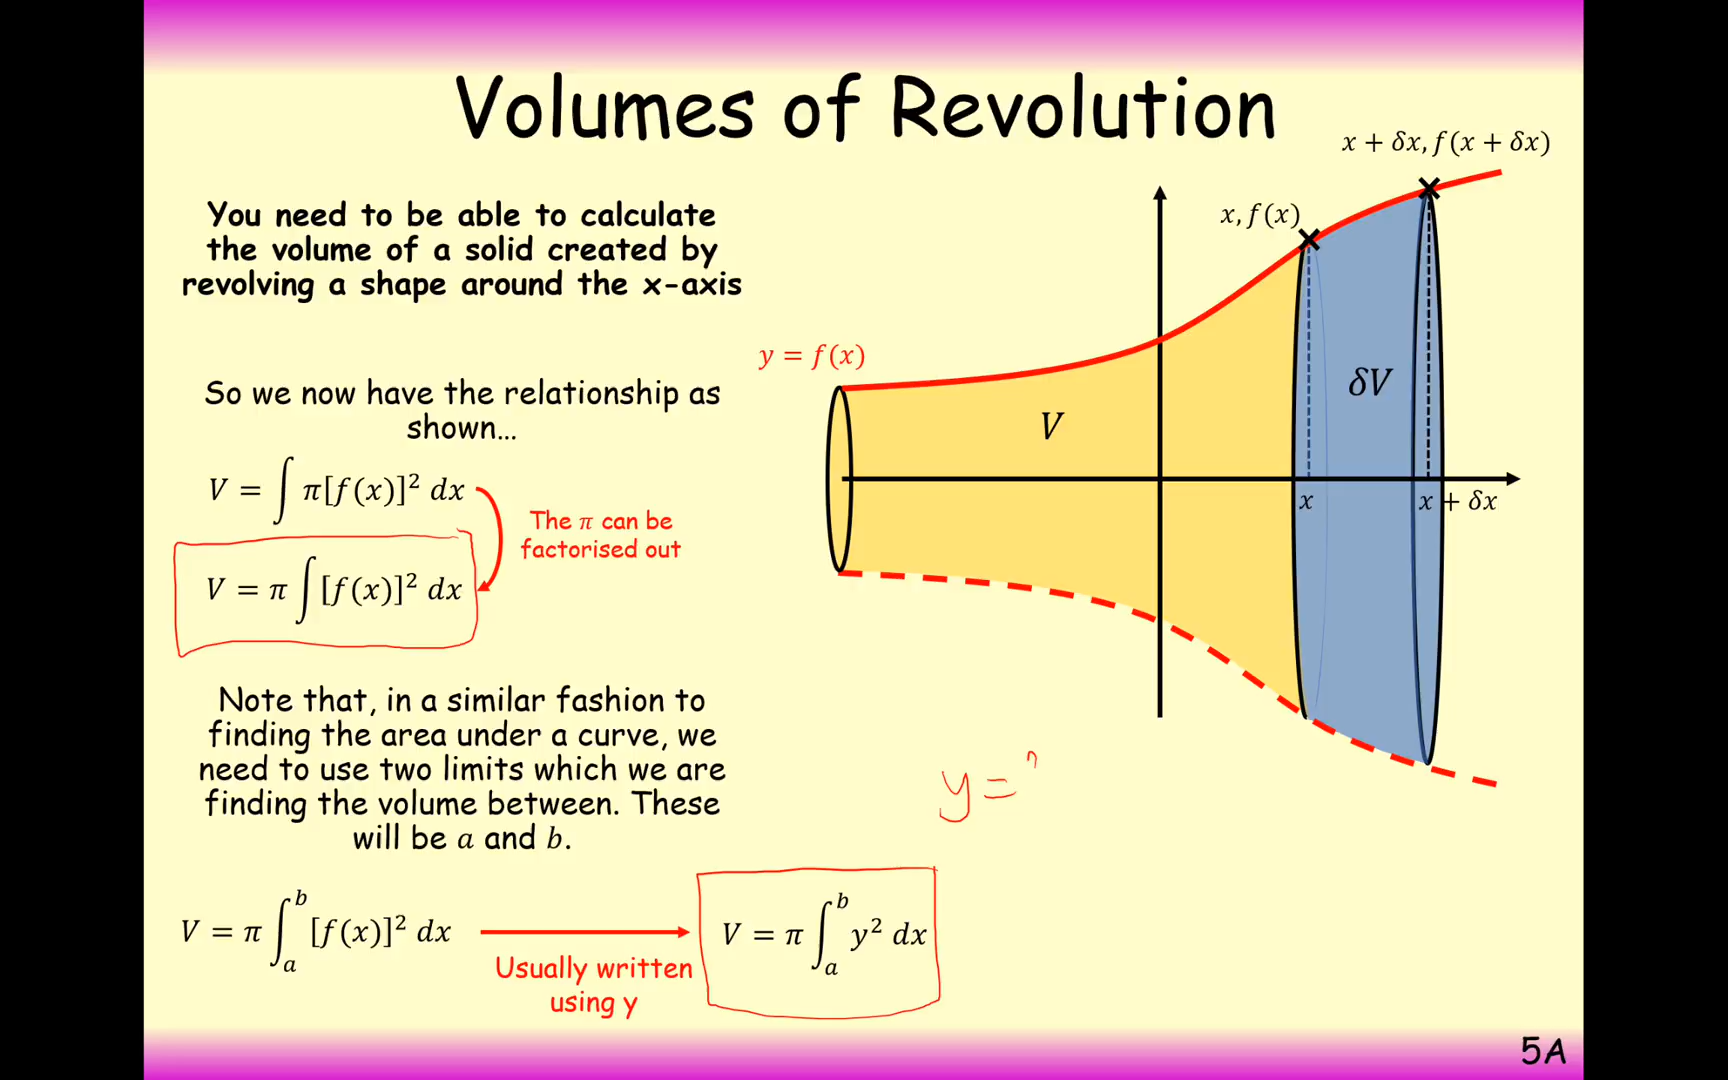 Volumes of Revolution
You need to be able to calculate
the volume of a solid created by
revolving a shape around the x-axis
So we now have the relationship as
shown…
V = ∫ π[f(x)]² dx
The π can be
factorised out
V = π ∫ [f(x)]² dx
Note that, in a similar fashion to
finding the area under a curve, we
need to use two limits which we are
finding the volume between. These
will be a and b.
V = π ∫ₐᵇ [f(x)]² dx
Usually written
using y
V = π ∫ₐᵇ y² dx
x + δx, f(x + δx)
x, f(x)
y = f(x)
V
δV
x
x + δx
y =
5A